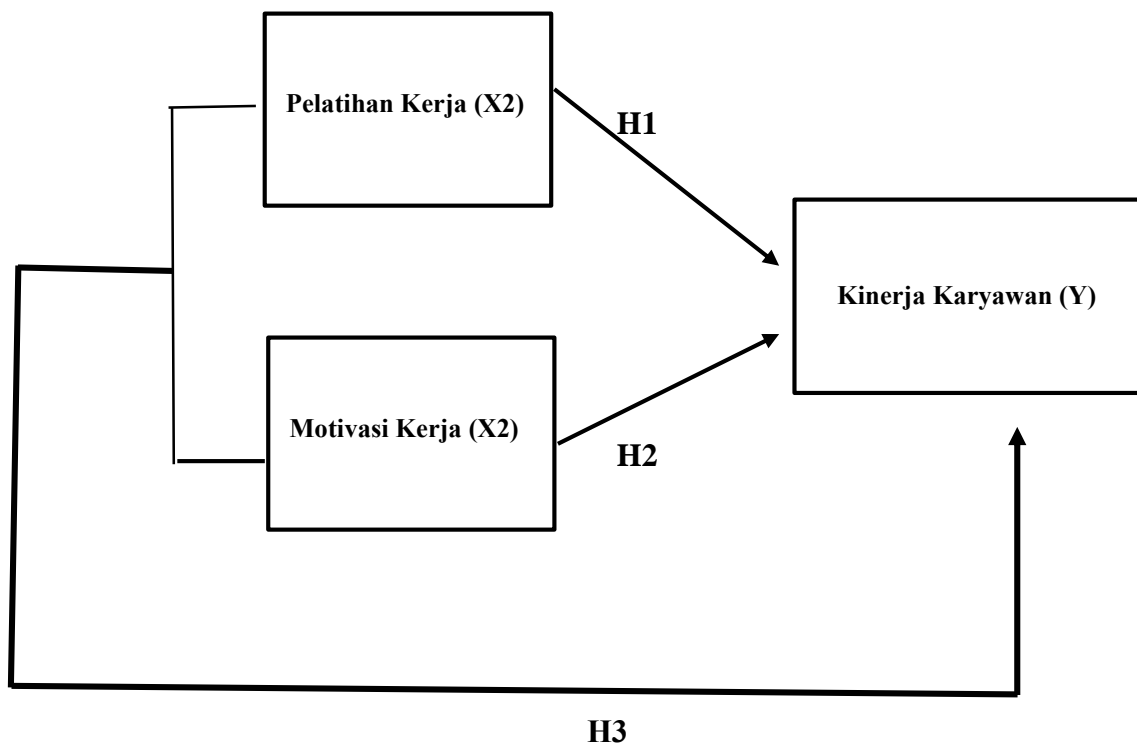 Pelatihan Kerja (X2)
H1
Kinerja Karyawan (Y)
Motivasi Kerja (X2)
H2
H3